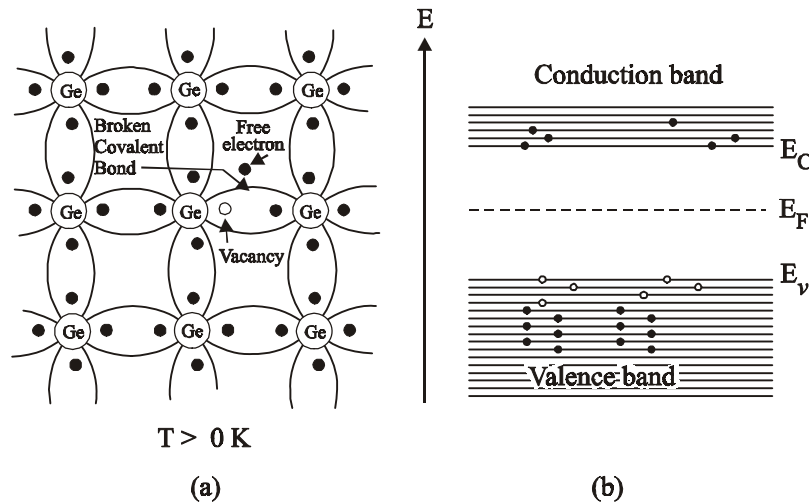 Ge Ge Ge
Broken
Covalent
Bond
Free
electron
Ge Ge Ge
Vacancy
Ge Ge Ge
T > 0 K
(a)
E
Conduction band
E_C
E_F
E_v
Valence band
(b)